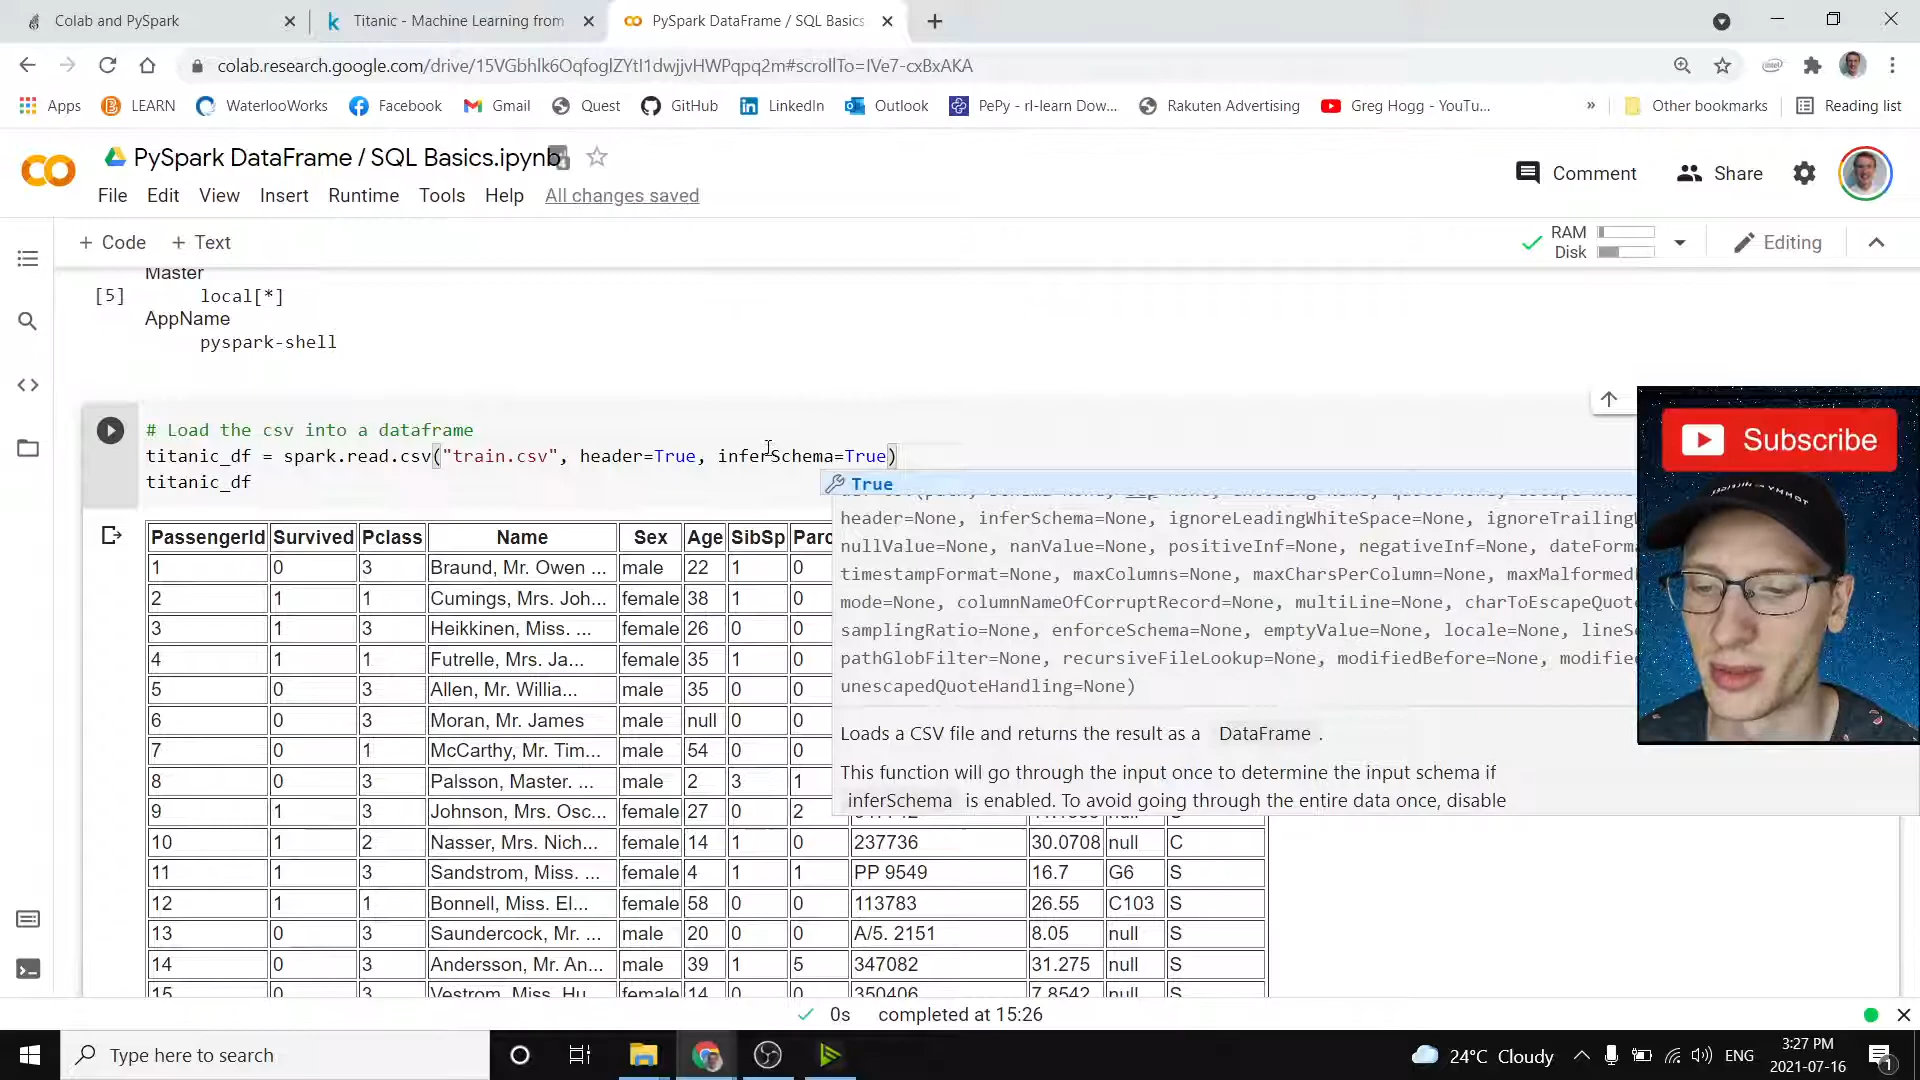 Colab and PySpark
Titanic - Machine Learning from
PySpark DataFrame / SQL Basics
colab.research.google.com/drive/15VGbhlk6OqfoglZYtI1dwjjvHWPqpq2m#scrollTo=IVe7-cxBxAKA
Apps LEARN WaterlooWorks Facebook Gmail Quest GitHub LinkedIn Outlook PePy - rl-learn Dow... Rakuten Advertising Greg Hogg - YouTu... » Other bookmarks Reading list
PySpark DataFrame / SQL Basics.ipynb
Comment Share
File Edit View Insert Runtime Tools Help All changes saved
+ Code + Text
RAM
Disk
Editing
Master
[5] local[*]
AppName
pyspark-shell
# Load the csv into a dataframe
titanic_df = spark.read.csv("train.csv", header=True, inferSchema=True)
titanic_df
True
header=None, inferSchema=None, ignoreLeadingWhiteSpace=None,
nullValue=None, nanValue=None, positiveInf=None, negativeInf=None,
timestampFormat=None, maxColumns=None, maxCharsPerColumn=None,
mode=None, columnNameOfCorruptRecord=None, multiLine=None,
samplingRatio=None, enforceSchema=None, emptyValue=None, locale=None,
pathGlobFilter=None, recursiveFileLookup=None, modifiedBefore=None,
unescapedQuoteHandling=None)
Loads a CSV file and returns the result as a DataFrame .
This function will go through the input once to determine the input schema if
inferSchema is enabled. To avoid going through the entire data once, disable
Subscribe
PassengerId Survived Pclass Name Sex Age SibSp
1 0 3 Braund, Mr. Owen ... male 22 1 0
2 1 1 Cumings, Mrs. Joh... female 38 1 0
3 1 3 Heikkinen, Miss. ... female 26 0 0
4 1 1 Futrelle, Mrs. Ja... female 35 1 0
5 0 3 Allen, Mr. Willia... male 35 0 0
6 0 3 Moran, Mr. James male null 0 0
7 0 1 McCarthy, Mr. Tim... male 54 0 0
8 0 3 Palsson, Master. ... male 2 3 1
9 1 3 Johnson, Mrs. Osc... female 27 0 2
10 1 2 Nasser, Mrs. Nich... female 14 1 0 237736 30.0708 null C
11 1 3 Sandstrom, Miss. ... female 4 1 1 PP 9549 16.7 G6 S
12 1 1 Bonnell, Miss. El... female 58 0 0 113783 26.55 C103 S
13 0 3 Saundercock, Mr. ... male 20 0 0 A/5. 2151 8.05 null S
14 0 3 Andersson, Mr. An... male 39 1 5 347082 31.275 null S
15 0 3 Vestrom, Miss. Hu... female 14 0 0 350406 7.8542 null S
0s completed at 15:26
Type here to search
24°C Cloudy
ENG
3:27 PM
2021-07-16
1